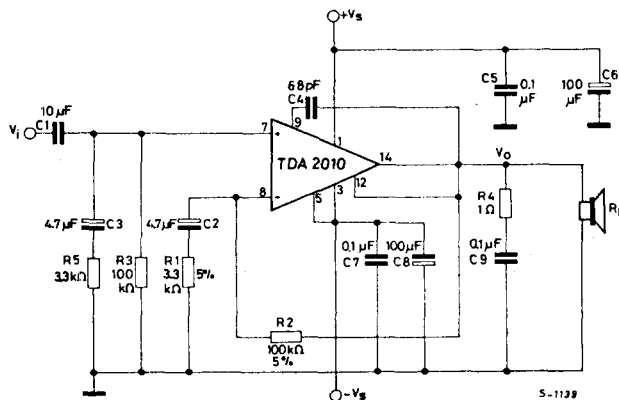 +Vs
68pF
C4
C5
0.1
µF
100
µF
C6
10µF
Vi
C1
7
9
1
TDA 2010
14
Vo
8
5
3
12
R4
1Ω
4.7µF
C3
4.7µF
C2
0,1µF
C7
100µF
C8
0.1µF
C9
R5
3.3kΩ
R3
100
kΩ
R1
3.3
kΩ
5%
R2
100kΩ
5%
-Vs
S-1139